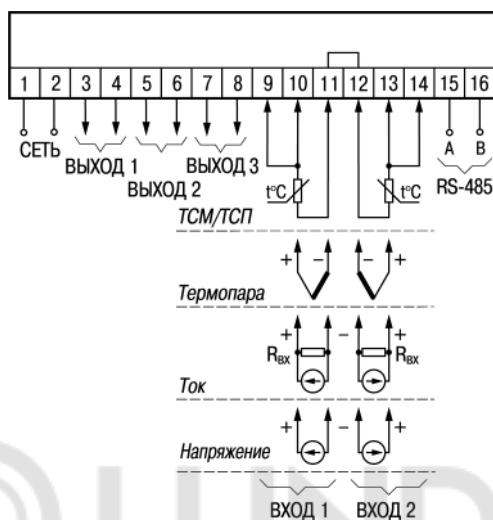 1 2 3 4 5 6 7 8 9 10 11 12 13 14 15 16
СЕТЬ
ВЫХОД 1
ВЫХОД 2
ВЫХОД 3
t°C
t°C
A B
RS-485
ТСМ/ТСП
+ − − +
Термопара
+ − +
Rвх
Rвх
Ток
+ − +
Напряжение
ВХОД 1 ВХОД 2
LUND